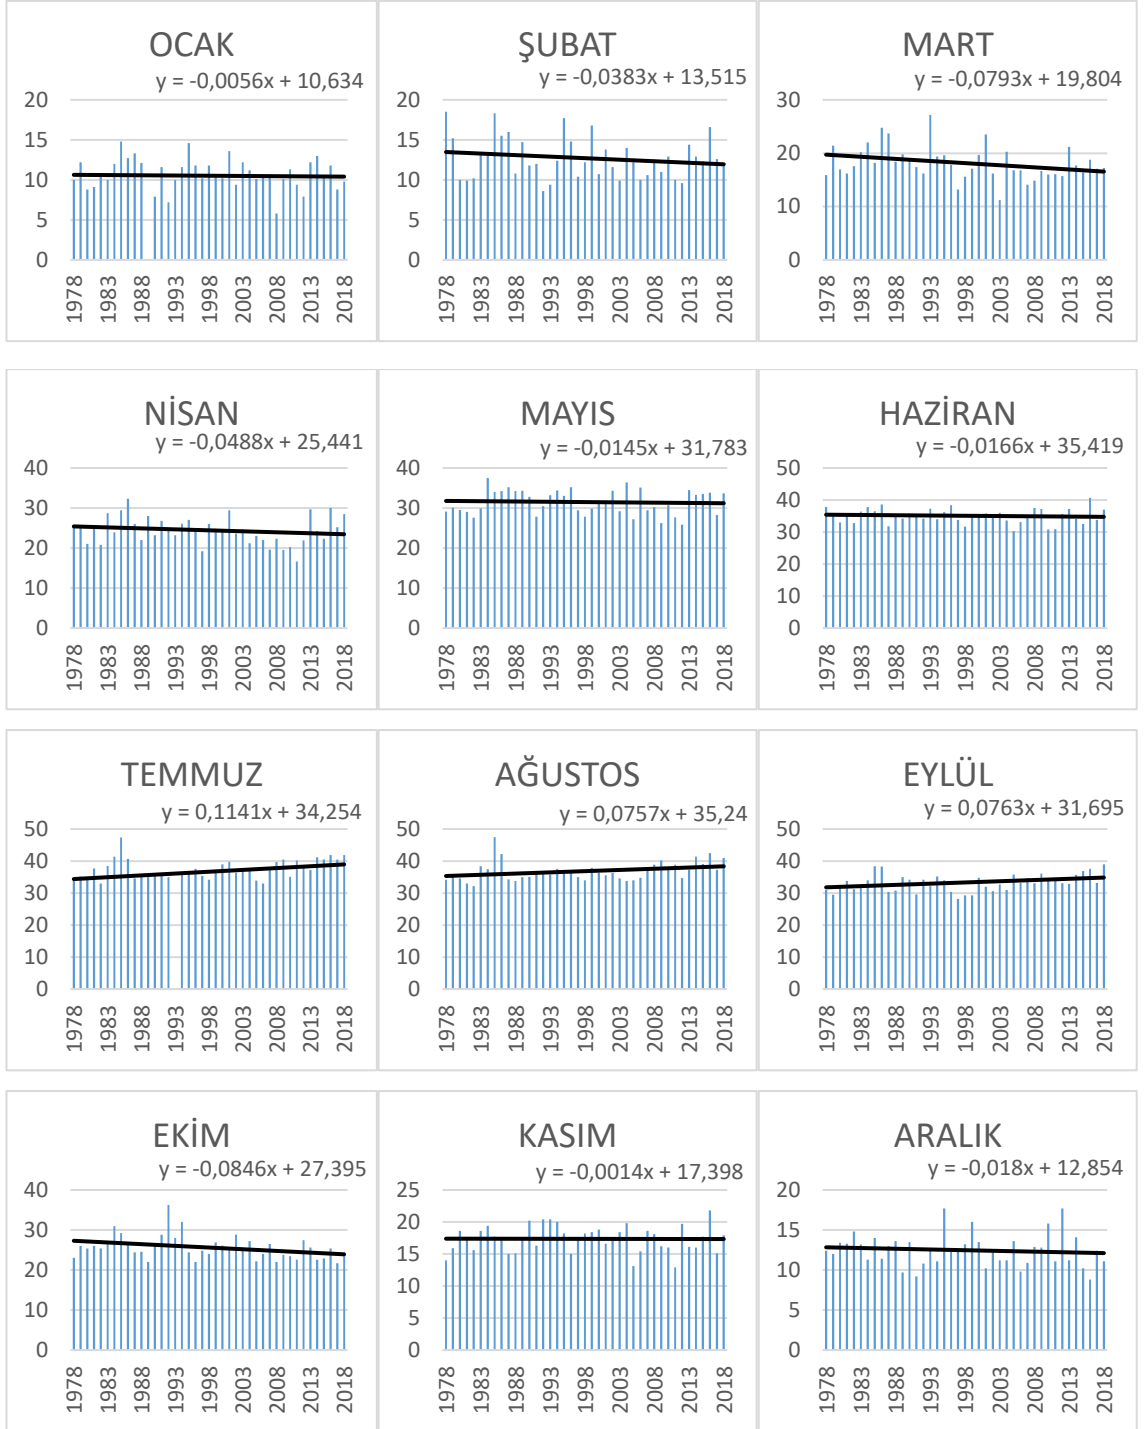 OCAK
y = -0,0056x + 10,634
20
15
10
5
0
1978 1983 1988 1993 1998 2003 2008 2013 2018
ŞUBAT
y = -0,0383x + 13,515
20
15
10
5
0
1978 1983 1988 1993 1998 2003 2008 2013 2018
MART
y = -0,0793x + 19,804
30
20
10
0
1978 1983 1988 1993 1998 2003 2008 2013 2018
NİSAN
y = -0,0488x + 25,441
40
30
20
10
0
1978 1983 1988 1993 1998 2003 2008 2013 2018
MAYIS
y = -0,0145x + 31,783
40
30
20
10
0
1978 1983 1988 1993 1998 2003 2008 2013 2018
HAZİRAN
y = -0,0166x + 35,419
50
40
30
20
10
0
1978 1983 1988 1993 1998 2003 2008 2013 2018
TEMMUZ
y = 0,1141x + 34,254
50
40
30
20
10
0
1978 1983 1988 1993 1998 2003 2008 2013 2018
AĞUSTOS
y = 0,0757x + 35,24
50
40
30
20
10
0
1978 1983 1988 1993 1998 2003 2008 2013 2018
EYLÜL
y = 0,0763x + 31,695
50
40
30
20
10
0
1978 1983 1988 1993 1998 2003 2008 2013 2018
EKİM
y = -0,0846x + 27,395
40
30
20
10
0
1978 1983 1988 1993 1998 2003 2008 2013 2018
KASIM
y = -0,0014x + 17,398
25
20
15
10
5
0
1978 1983 1988 1993 1998 2003 2008 2013 2018
ARALIK
y = -0,018x + 12,854
20
15
10
5
0
1978 1983 1988 1993 1998 2003 2008 2013 2018